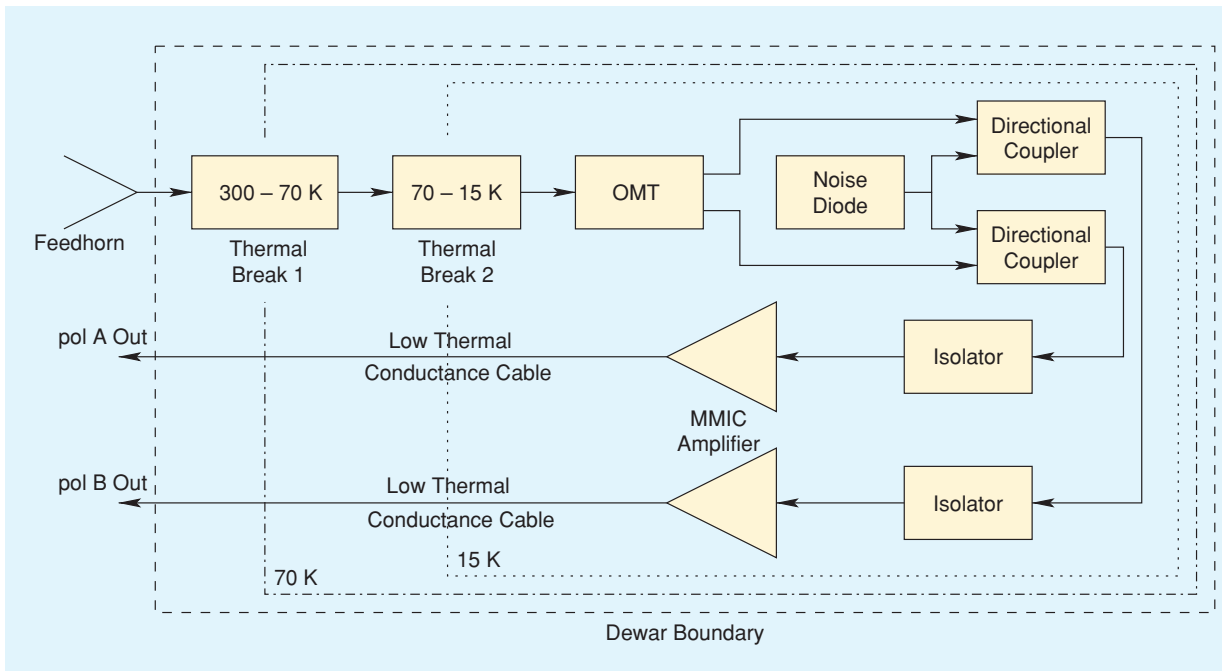 Feedhorn
300 – 70 K
Thermal
Break 1
70 – 15 K
Thermal
Break 2
OMT
Noise
Diode
Directional
Coupler
Directional
Coupler
pol A Out
Low Thermal
Conductance Cable
MMIC
Amplifier
Isolator
pol B Out
Low Thermal
Conductance Cable
Isolator
15 K
70 K
Dewar Boundary